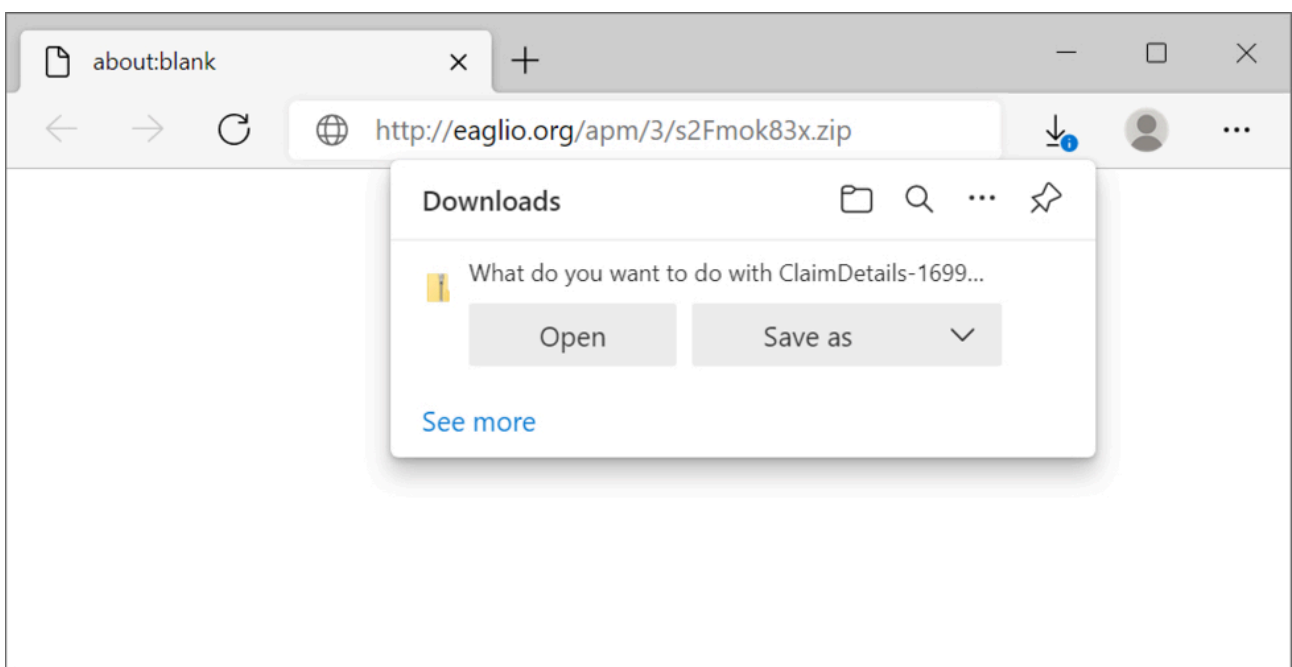 about:blank
http://eaglio.org/apm/3/s2Fmok83x.zip
Downloads
What do you want to do with ClaimDetails-1699...
Open
Save as
See more